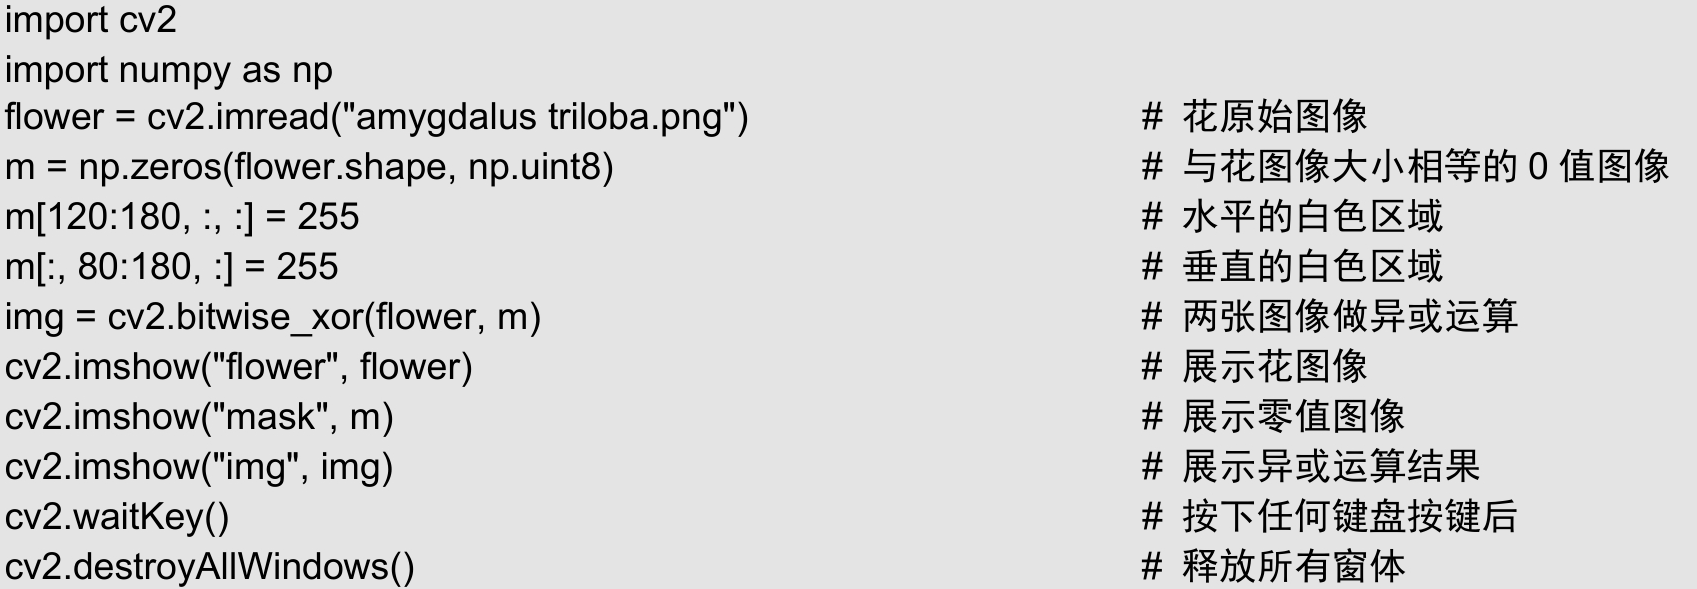 import cv2
import numpy as np
flower = cv2.imread("amygdalus triloba.png") # 花原始图像
m = np.zeros(flower.shape, np.uint8) # 与花图像大小相等的 0 值图像
m[120:180, :, :] = 255 # 水平的白色区域
m[:, 80:180, :] = 255 # 垂直的白色区域
img = cv2.bitwise_xor(flower, m) # 两张图像做异或运算
cv2.imshow("flower", flower) # 展示花图像
cv2.imshow("mask", m) # 展示零值图像
cv2.imshow("img", img) # 展示异或运算结果
cv2.waitKey() # 按下任何键盘按键后
cv2.destroyAllWindows() # 释放所有窗体